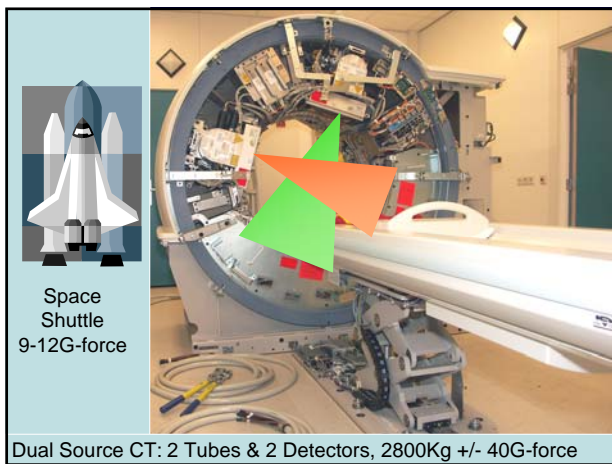 Space
Shuttle
9-12G-force
Dual Source CT: 2 Tubes & 2 Detectors, 2800Kg +/- 40G-force